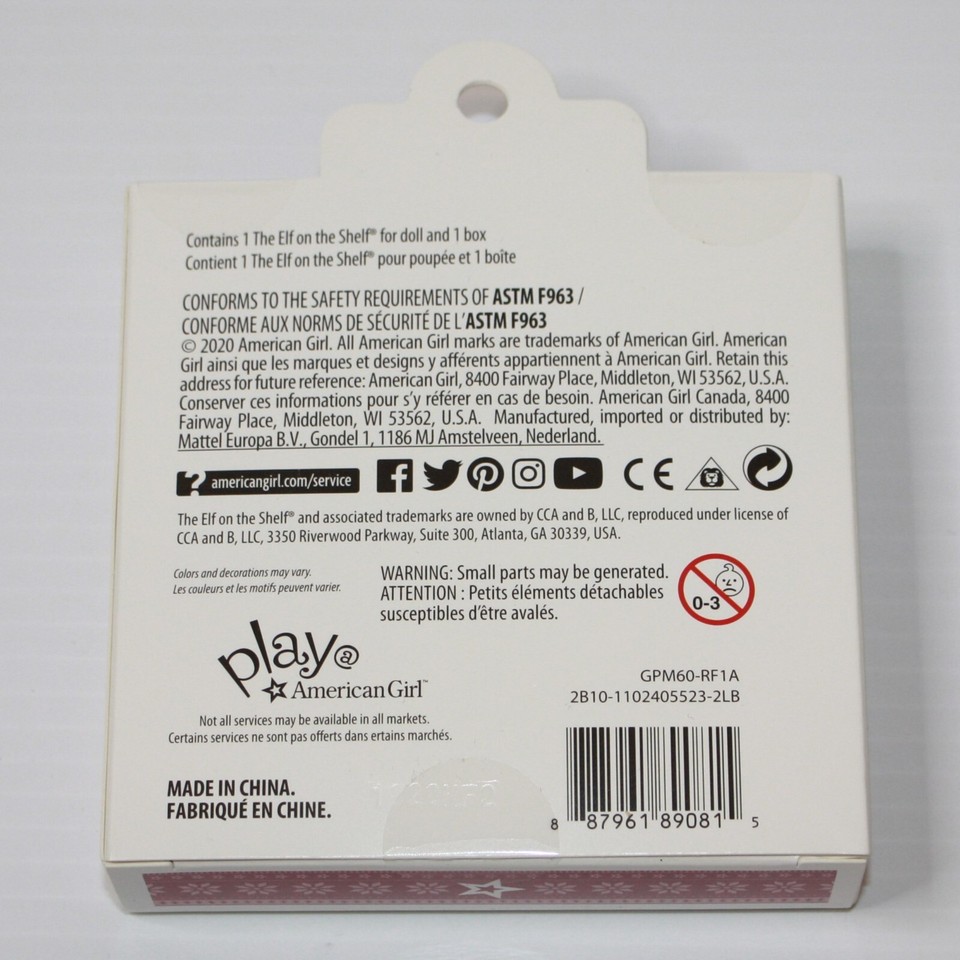 Contains 1 The Elf on the Shelf® for doll and 1 box
Contient 1 The Elf on the Shelf® pour poupée et 1 boîte
CONFORMS TO THE SAFETY REQUIREMENTS OF ASTM F963 /
CONFORME AUX NORMS DE SÉCURITÉ DE L'ASTM F963
© 2020 American Girl. All American Girl marks are trademarks of American Girl. American
Girl ainsi que les marques et designs y afférents appartiennent à American Girl. Retain this
address for future reference: American Girl, 8400 Fairway Place, Middleton, WI 53562, U.S.A.
Conserver ces informations pour s'y référer en cas de besoin. American Girl Canada, 8400
Fairway Place, Middleton, WI 53562, U.S.A. Manufactured, imported or distributed by:
Mattel Europa B.V., Gondel 1, 1186 MJ Amstelveen, Nederland.
? americangirl.com/service
CE
The Elf on the Shelf® and associated trademarks are owned by CCA and B, LLC, reproduced under license of
CCA and B, LLC, 3350 Riverwood Parkway, Suite 300, Atlanta, GA 30339, USA.
Colors and decorations may vary.
Les couleurs et les motifs peuvent varier.
WARNING: Small parts may be generated.
ATTENTION : Petits éléments détachables
susceptibles d'être avalés.
0-3
play@
American Girl™
Not all services may be available in all markets.
Certains services ne sont pas offerts dans ertains marchés.
GPM60-RF1A
2B10-1102405523-2LB
MADE IN CHINA.
FABRIQUÉ EN CHINE.
8 87961 89081 5